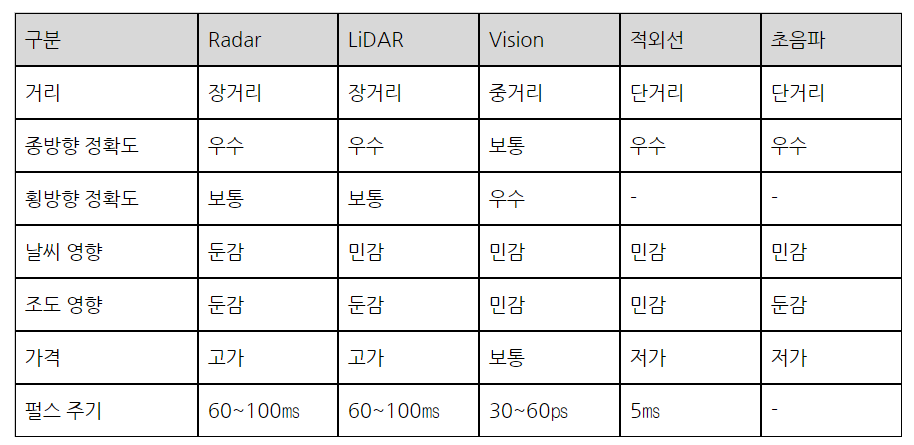 구분 Radar LiDAR Vision 적외선 초음파
거리 장거리 장거리 중거리 단거리 단거리
종방향 정확도 우수 우수 보통 우수 우수
횡방향 정확도 보통 보통 우수 - -
날씨 영향 둔감 민감 민감 민감 민감
조도 영향 둔감 둔감 민감 민감 둔감
가격 고가 고가 보통 저가 저가
펄스 주기 60~100㎳ 60~100㎳ 30~60㎰ 5㎳ -